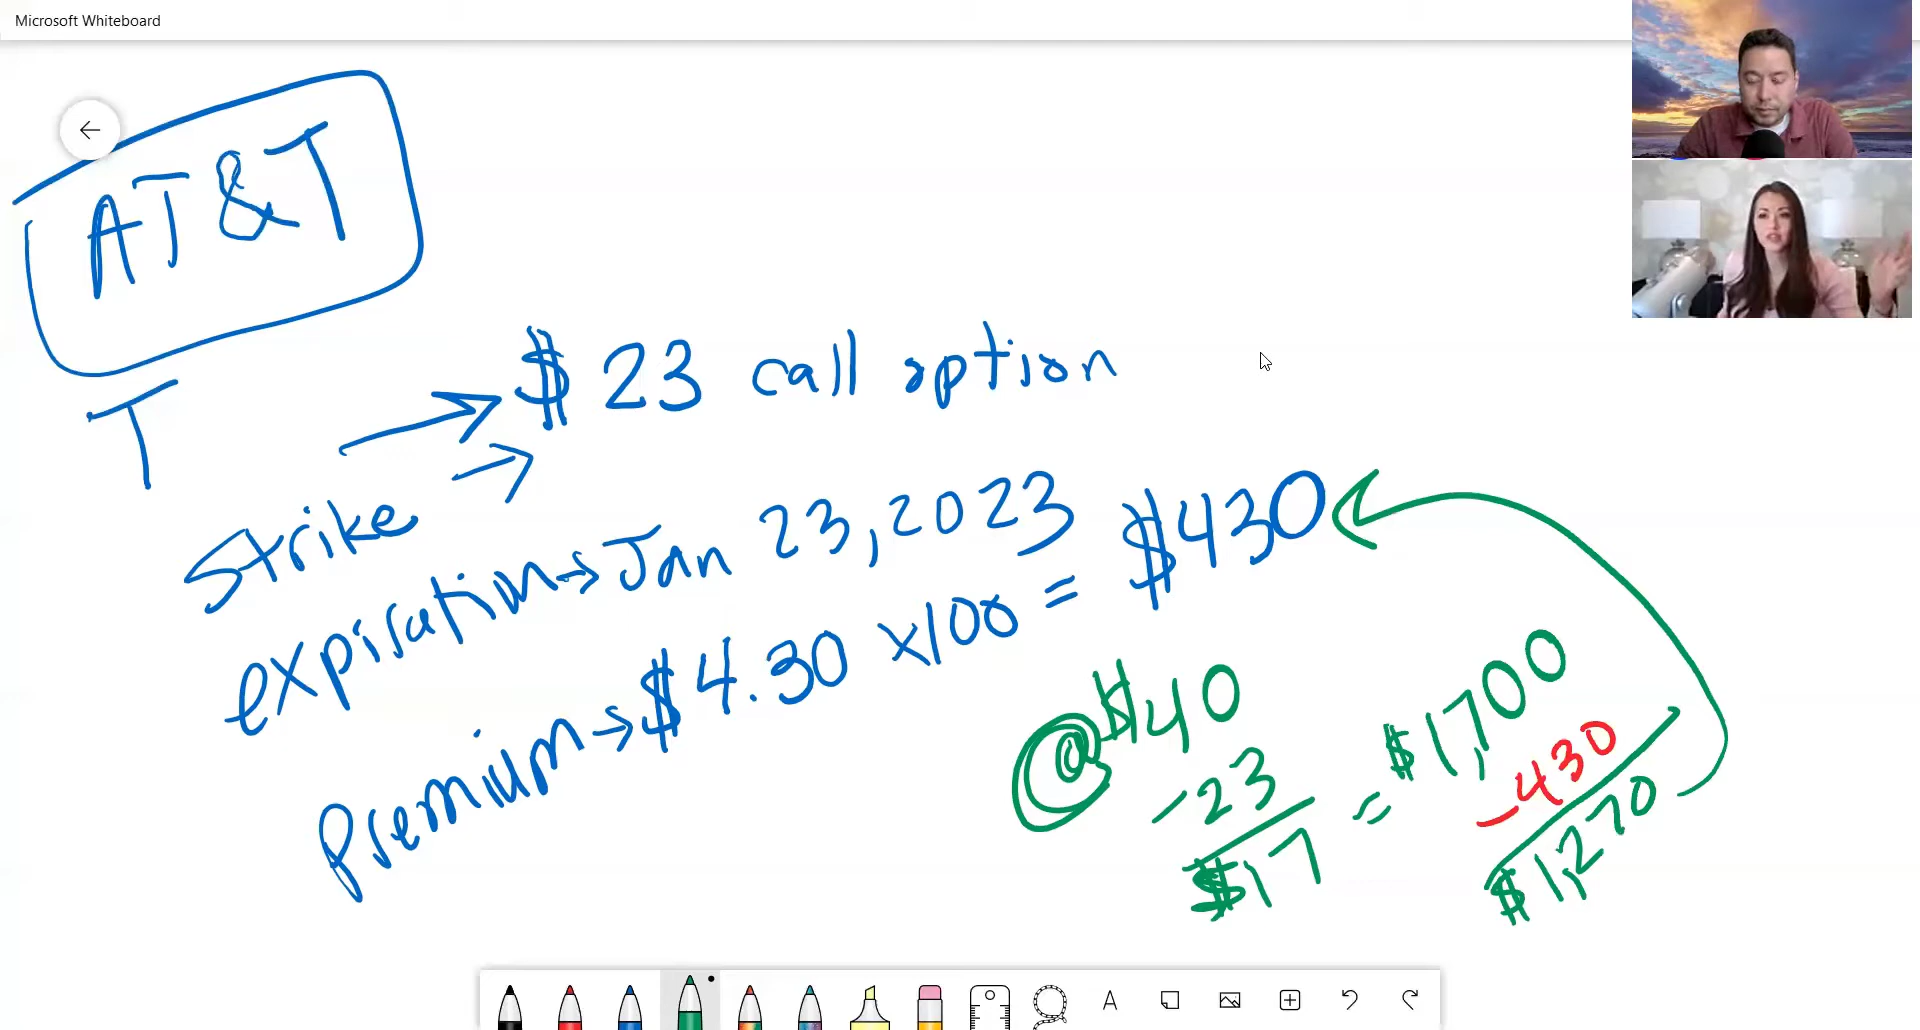 Microsoft Whiteboard
AT&T
T
$23 call option
Strike
expiration → Jan 23, 2023
Premium → $4.30 x100 = $430
@ $40
-23
$17
= $1,700
-430
$1,270
A